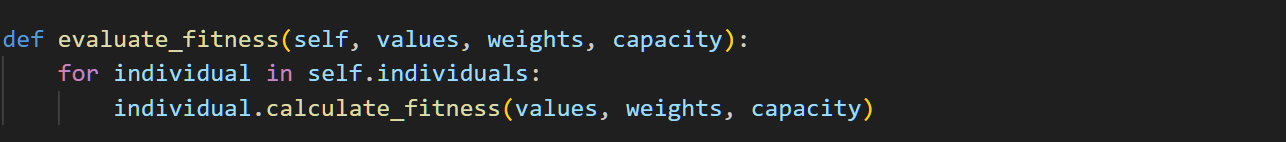 def evaluate_fitness(self, values, weights, capacity):
    for individual in self.individuals:
        individual.calculate_fitness(values, weights, capacity)